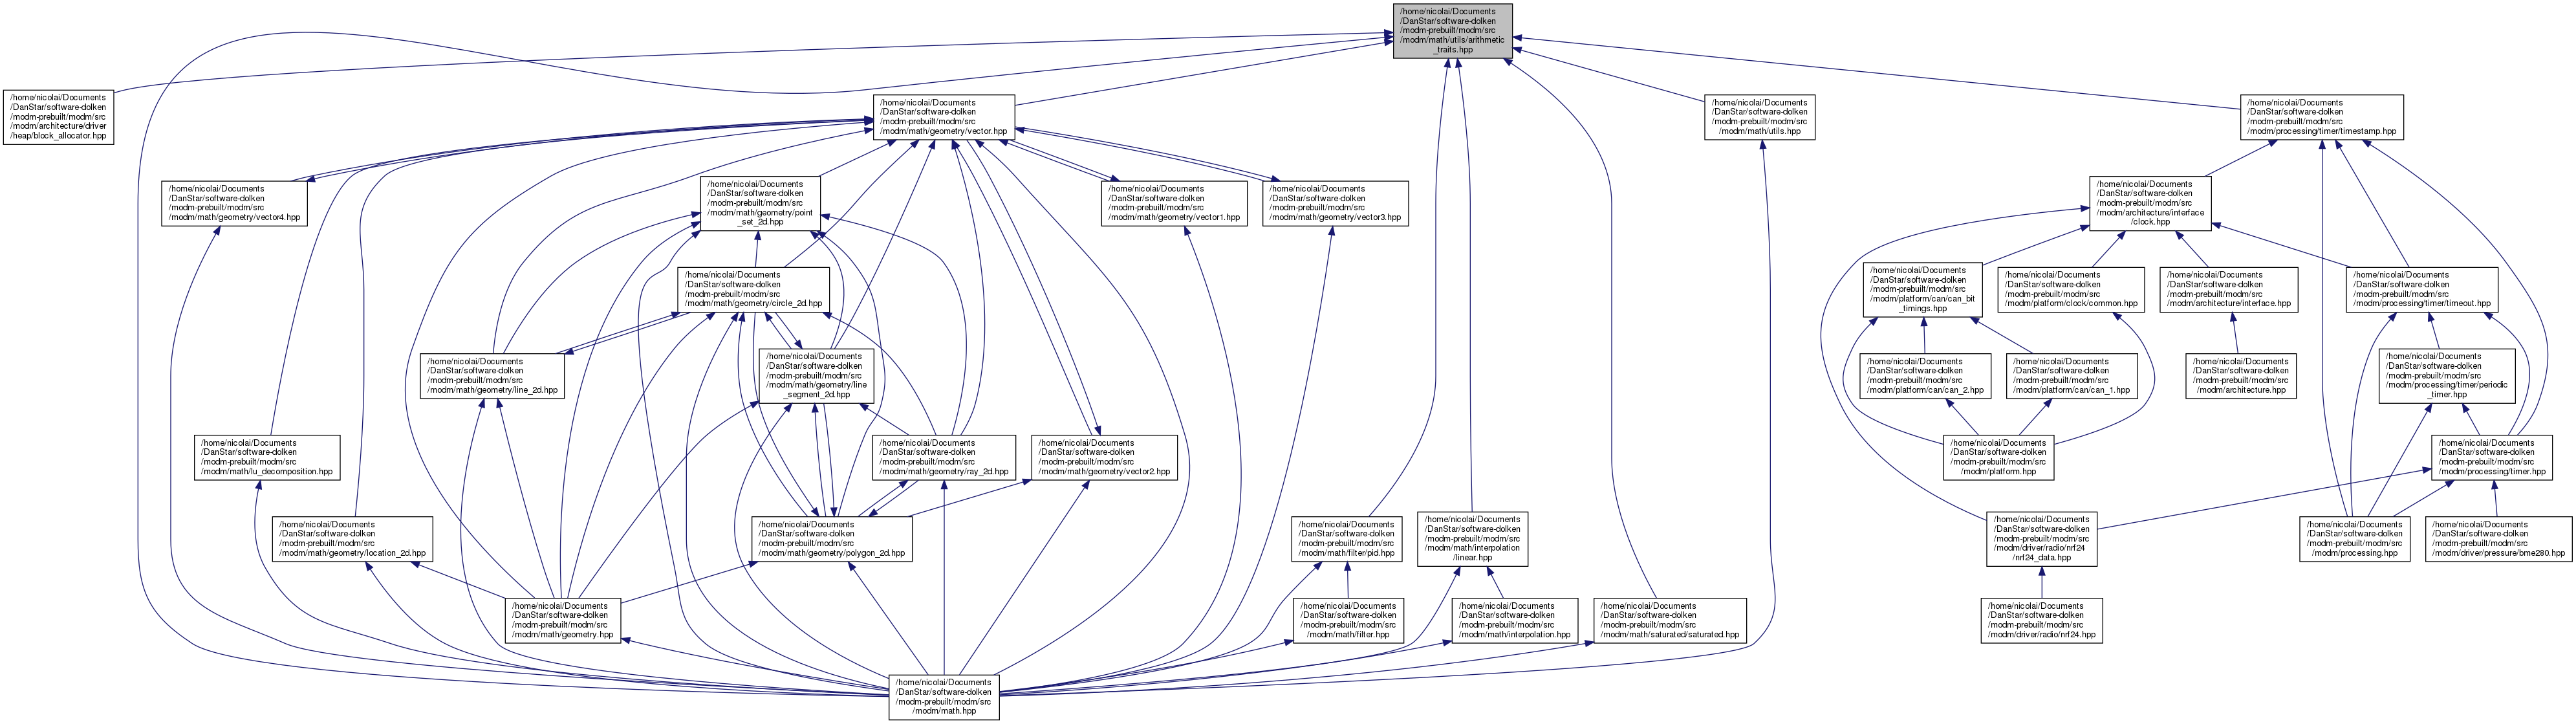 /home/nicolai/Documents
/DanStar/software-dolken
/modm-prebuilt/modm/src
/modm/math/utils/arithmetic
_traits.hpp
/home/nicolai/Documents
/DanStar/software-dolken
/modm-prebuilt/modm/src
/modm/architecture/driver
/heap/block_allocator.hpp
/home/nicolai/Documents
/DanStar/software-dolken
/modm-prebuilt/modm/src
/modm/math/geometry/vector.hpp
/home/nicolai/Documents
/DanStar/software-dolken
/modm-prebuilt/modm/src
/modm/math/utils.hpp
/home/nicolai/Documents
/DanStar/software-dolken
/modm-prebuilt/modm/src
/modm/processing/timer/timestamp.hpp
/home/nicolai/Documents
/DanStar/software-dolken
/modm-prebuilt/modm/src
/modm/math/geometry/vector4.hpp
/home/nicolai/Documents
/DanStar/software-dolken
/modm-prebuilt/modm/src
/modm/math/geometry/point
_set_2d.hpp
/home/nicolai/Documents
/DanStar/software-dolken
/modm-prebuilt/modm/src
/modm/math/geometry/vector1.hpp
/home/nicolai/Documents
/DanStar/software-dolken
/modm-prebuilt/modm/src
/modm/math/geometry/vector3.hpp
/home/nicolai/Documents
/DanStar/software-dolken
/modm-prebuilt/modm/src
/modm/architecture/interface
/clock.hpp
/home/nicolai/Documents
/DanStar/software-dolken
/modm-prebuilt/modm/src
/modm/math/geometry/circle_2d.hpp
/home/nicolai/Documents
/DanStar/software-dolken
/modm-prebuilt/modm/src
/modm/platform/can/can_bit
_timings.hpp
/home/nicolai/Documents
/DanStar/software-dolken
/modm-prebuilt/modm/src
/modm/platform/clock/common.hpp
/home/nicolai/Documents
/DanStar/software-dolken
/modm-prebuilt/modm/src
/modm/architecture/interface.hpp
/home/nicolai/Documents
/DanStar/software-dolken
/modm-prebuilt/modm/src
/modm/processing/timer/timeout.hpp
/home/nicolai/Documents
/DanStar/software-dolken
/modm-prebuilt/modm/src
/modm/math/geometry/line_2d.hpp
/home/nicolai/Documents
/DanStar/software-dolken
/modm-prebuilt/modm/src
/modm/math/geometry/line
_segment_2d.hpp
/home/nicolai/Documents
/DanStar/software-dolken
/modm-prebuilt/modm/src
/modm/platform/can/can_2.hpp
/home/nicolai/Documents
/DanStar/software-dolken
/modm-prebuilt/modm/src
/modm/platform/can/can_1.hpp
/home/nicolai/Documents
/DanStar/software-dolken
/modm-prebuilt/modm/src
/modm/architecture.hpp
/home/nicolai/Documents
/DanStar/software-dolken
/modm-prebuilt/modm/src
/modm/processing/timer/periodic
_timer.hpp
/home/nicolai/Documents
/DanStar/software-dolken
/modm-prebuilt/modm/src
/modm/math/lu_decomposition.hpp
/home/nicolai/Documents
/DanStar/software-dolken
/modm-prebuilt/modm/src
/modm/math/geometry/ray_2d.hpp
/home/nicolai/Documents
/DanStar/software-dolken
/modm-prebuilt/modm/src
/modm/math/geometry/vector2.hpp
/home/nicolai/Documents
/DanStar/software-dolken
/modm-prebuilt/modm/src
/modm/platform.hpp
/home/nicolai/Documents
/DanStar/software-dolken
/modm-prebuilt/modm/src
/modm/processing/timer.hpp
/home/nicolai/Documents
/DanStar/software-dolken
/modm-prebuilt/modm/src
/modm/math/geometry/location_2d.hpp
/home/nicolai/Documents
/DanStar/software-dolken
/modm-prebuilt/modm/src
/modm/math/geometry/polygon_2d.hpp
/home/nicolai/Documents
/DanStar/software-dolken
/modm-prebuilt/modm/src
/modm/math/filter/pid.hpp
/home/nicolai/Documents
/DanStar/software-dolken
/modm-prebuilt/modm/src
/modm/math/interpolation
/linear.hpp
/home/nicolai/Documents
/DanStar/software-dolken
/modm-prebuilt/modm/src
/modm/driver/radio/nrf24
/nrf24_data.hpp
/home/nicolai/Documents
/DanStar/software-dolken
/modm-prebuilt/modm/src
/modm/processing.hpp
/home/nicolai/Documents
/DanStar/software-dolken
/modm-prebuilt/modm/src
/modm/driver/pressure/bme280.hpp
/home/nicolai/Documents
/DanStar/software-dolken
/modm-prebuilt/modm/src
/modm/math/geometry.hpp
/home/nicolai/Documents
/DanStar/software-dolken
/modm-prebuilt/modm/src
/modm/math/filter.hpp
/home/nicolai/Documents
/DanStar/software-dolken
/modm-prebuilt/modm/src
/modm/math/interpolation.hpp
/home/nicolai/Documents
/DanStar/software-dolken
/modm-prebuilt/modm/src
/modm/math/saturated/saturated.hpp
/home/nicolai/Documents
/DanStar/software-dolken
/modm-prebuilt/modm/src
/modm/driver/radio/nrf24.hpp
/home/nicolai/Documents
/DanStar/software-dolken
/modm-prebuilt/modm/src
/modm/math.hpp